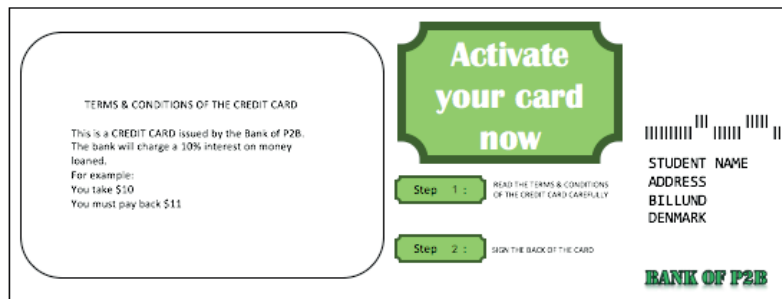 TERMS & CONDITIONS OF THE CREDIT CARD
This is a CREDIT CARD issued by the Bank of P2B.
The bank will charge a 10% interest on money
loaned.
For example:
You take $10
You must pay back $11
Activate
your card
now
Step 1:
READ THE TERMS & CONDITIONS
OF THE CREDIT CARD CAREFULLY
Step 2:
SIGN THE BACK OF THE CARD
STUDENT NAME
ADDRESS
BILLUND
DENMARK
BANK OF P2B